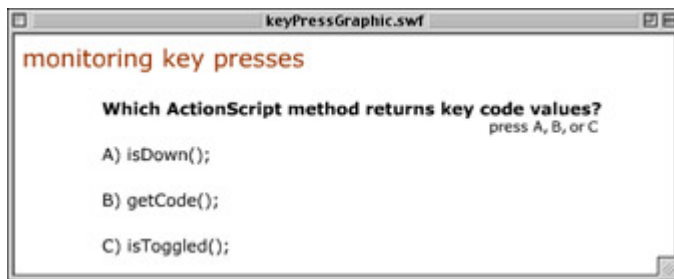 keyPressGraphic.swf
monitoring key presses
Which ActionScript method returns key code values?
press A, B, or C
A) isDown();
B) getCode();
C) isToggled();